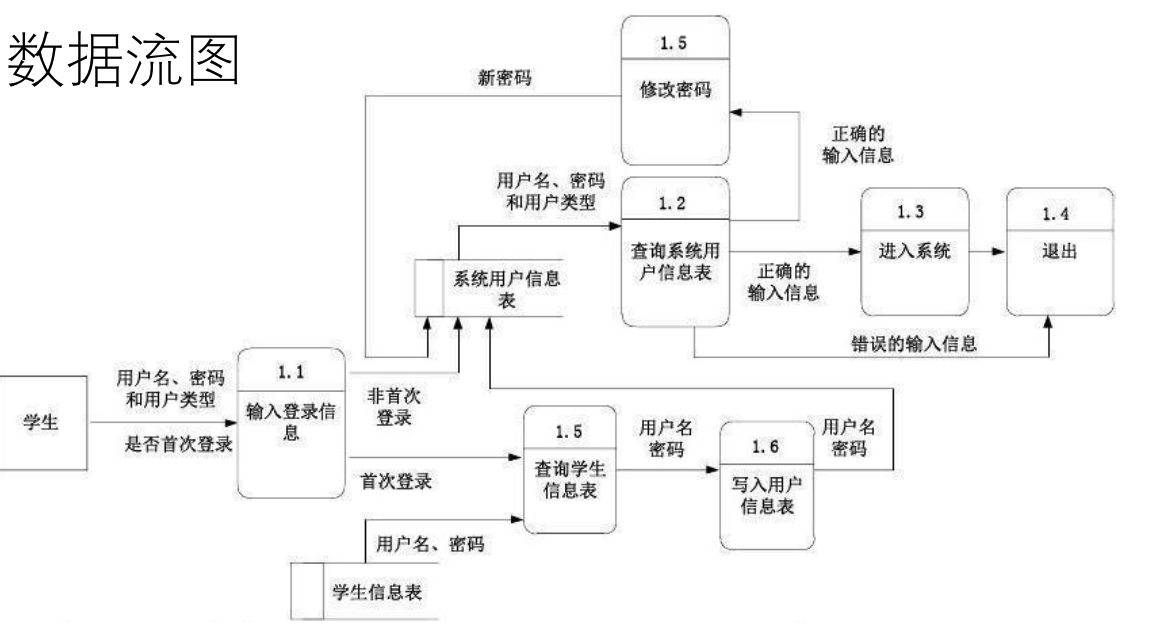 数据流图
1.5
修改密码
新密码
正确的
输入信息
用户名、密码
和用户类型
1.2
查询系统用
户信息表
1.3
进入系统
1.4
退出
正确的
输入信息
系统用户信息
表
错误的输入信息
学生
用户名、密码
和用户类型
是否首次登录
1.1
输入登录信
息
非首次
登录
首次登录
1.5
查询学生
信息表
用户名
密码
1.6
写入用户
信息表
用户名
密码
用户名、密码
学生信息表